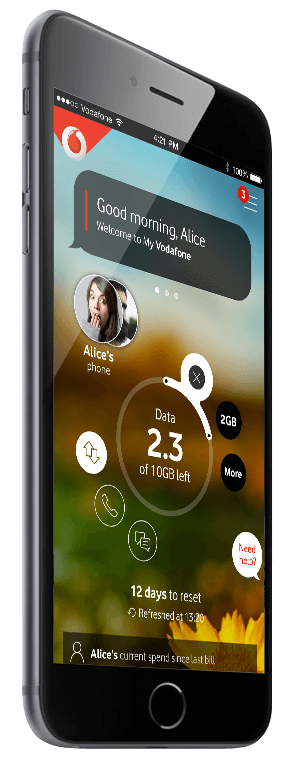 Vodafone
4:21 PM
100%
3
Good morning, Alice
Welcome to My Vodafone
Alice's
phone
Data
2.3
of 10GB left
2GB
More
Need
help?
12 days to reset
Refreshed at 13:20
Alice's current spend since last bill